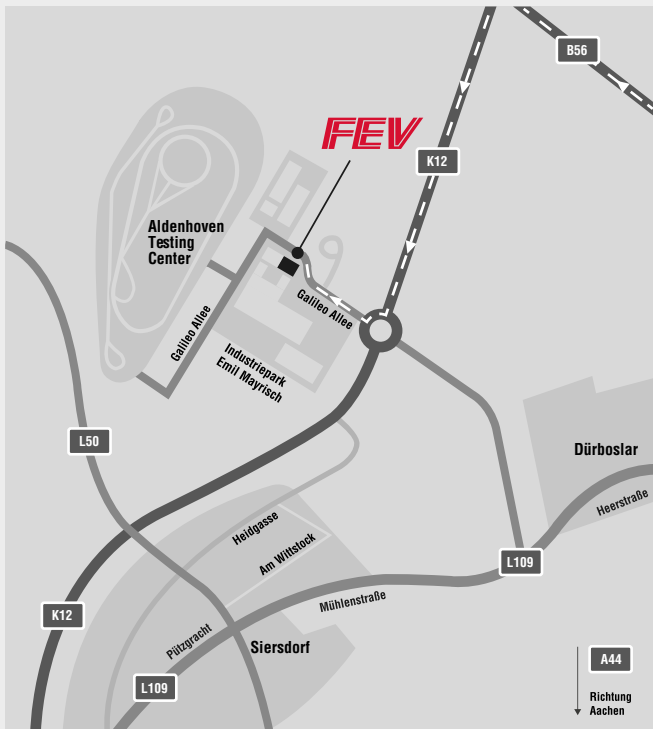 B56
FEV
K12
Aldenhoven
Testing
Center
Galileo Allee
Galileo Allee
Industriepark
Emil Mayrisch
L50
Dürboslar
Heerstraße
Heidgasse
Am Wittstock
L109
Mühlenstraße
K12
Pützgracht
Siersdorf
L109
A44
Richtung
Aachen